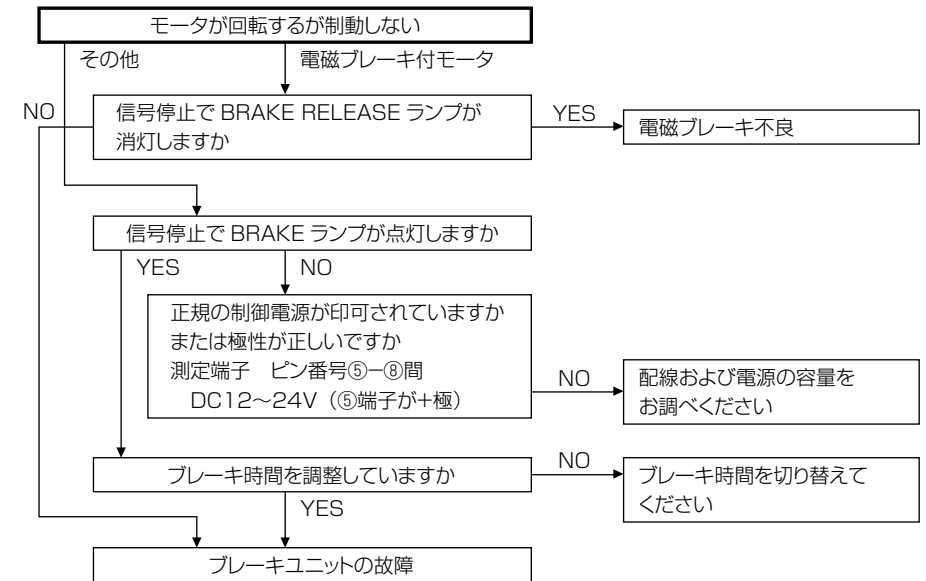 モータが回転するが制動しない
その他
電磁ブレーキ付モータ
NO
信号停止で BRAKE RELEASE ランプが
消灯しますか
YES
電磁ブレーキ不良
信号停止で BRAKE ランプが点灯しますか
YES
NO
正規の制御電源が印可されていますか
または極性が正しいですか
測定端子　ピン番号⑤ー⑧間
DC12～24V（⑤端子が+極）
NO
配線および電源の容量を
お調べください
ブレーキ時間を調整していますか
NO
ブレーキ時間を切り替えて
ください
YES
ブレーキユニットの故障